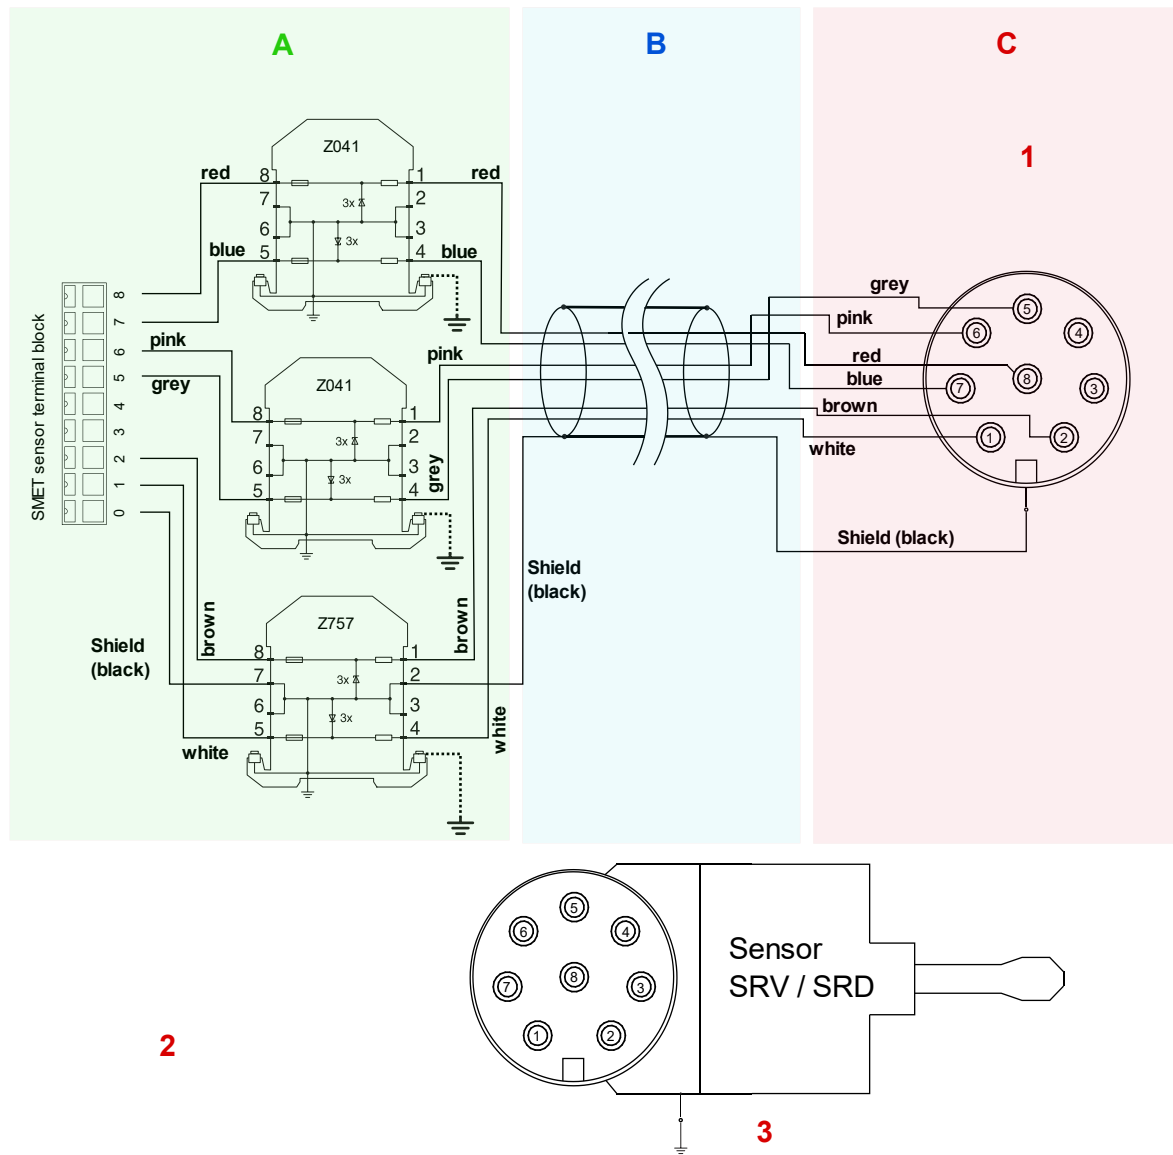 A
B
C
Z041
1
red
8
1
red
7
2
3x
6
3
3x
blue
5
4
blue
SMET sensor terminal block
8
7
6
5
4
3
2
1
0
pink
grey
Z041
pink
8
1
7
2
3x
6
3
3x
5
4
grey
grey
pink
red
blue
brown
white
5
6
4
8
7
3
1
2
Shield (black)
Shield
(black)
Z757
brown
brown
Shield
(black)
8
1
7
2
3x
6
3
3x
5
4
white
white
5
6
4
8
7
3
1
2
Sensor
SRV / SRD
2
3